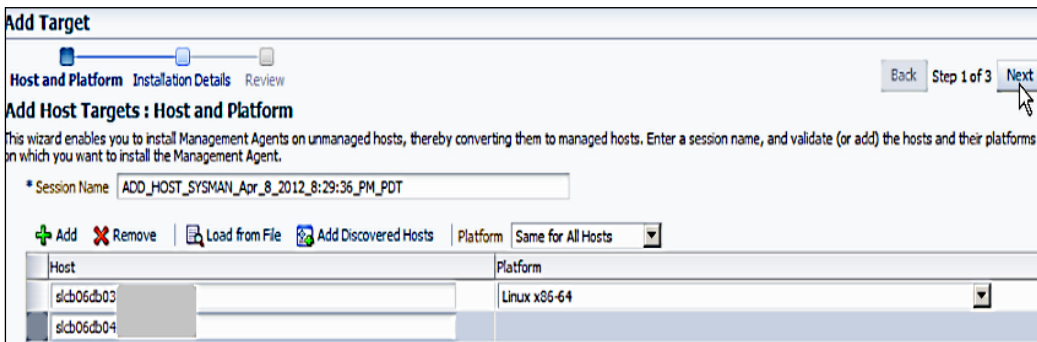 Add Target
Host and Platform Installation Details Review
Back Step 1 of 3 Next
Add Host Targets : Host and Platform
This wizard enables you to install Management Agents on unmanaged hosts, thereby converting them to managed hosts. Enter a session name, and validate (or add) the hosts and their platforms
on which you want to install the Management Agent.
* Session Name ADD_HOST_SYSMAN_Apr_8_2012_8:29:36_PM_PDT
Add Remove Load from File Add Discovered Hosts Platform Same for All Hosts
Host Platform
slcb06db03 Linux x86-64
slcb06db04